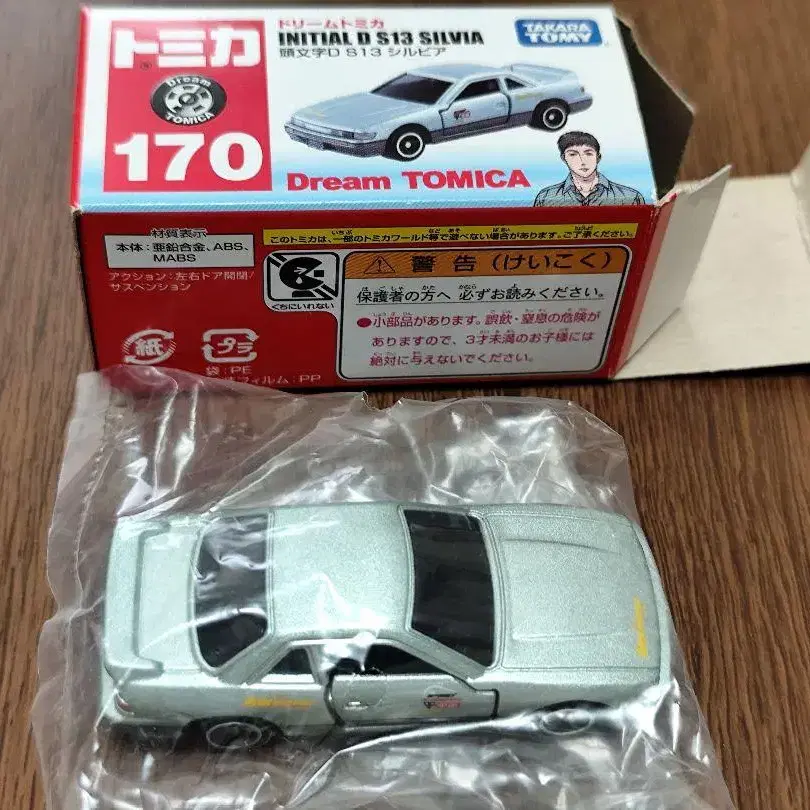 トミカ
Dream
TOMICA
170
ドリームトミカ
INITIAL D S13 SILVIA
頭文字D S13 シルビア
TAKARA
TOMY
Dream TOMICA
材質表示
本体:亜鉛合金、ABS、
MABS
アクション:左右ドア開閉/
サスペンション
紙
プラ
袋:PE
フィルム:PP
このトミカは、一部のトミカワールド等で遊べない場合があります。ご了承ください。
くちにいれない
警告(けいこく)
保護者の方へ 必ずお読みください。
●小部品があります。誤飲・窒息の危険が
ありますので、3才未満のお子様には
絶対に与えないでください。